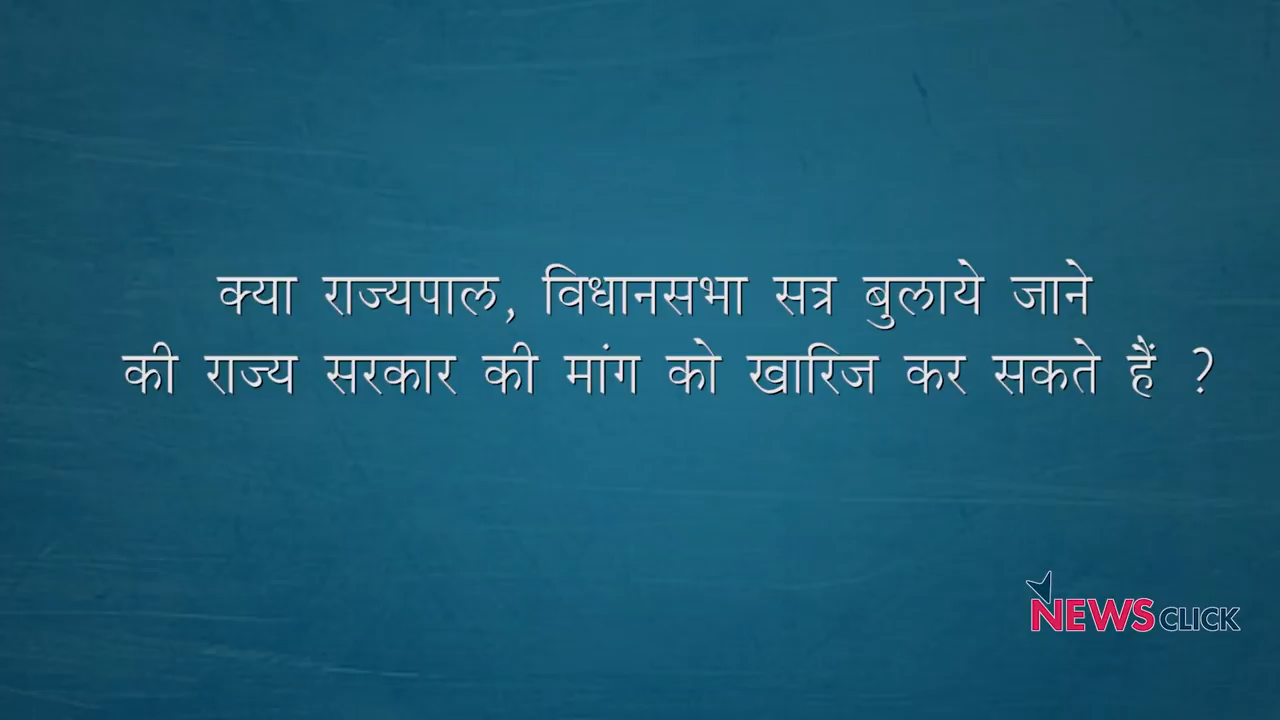 क्या राज्यपाल, विधानसभा सत्र बुलाये जाने
की राज्य सरकार की मांग को खारिज कर सकते हैं ?
NEWSCLICK